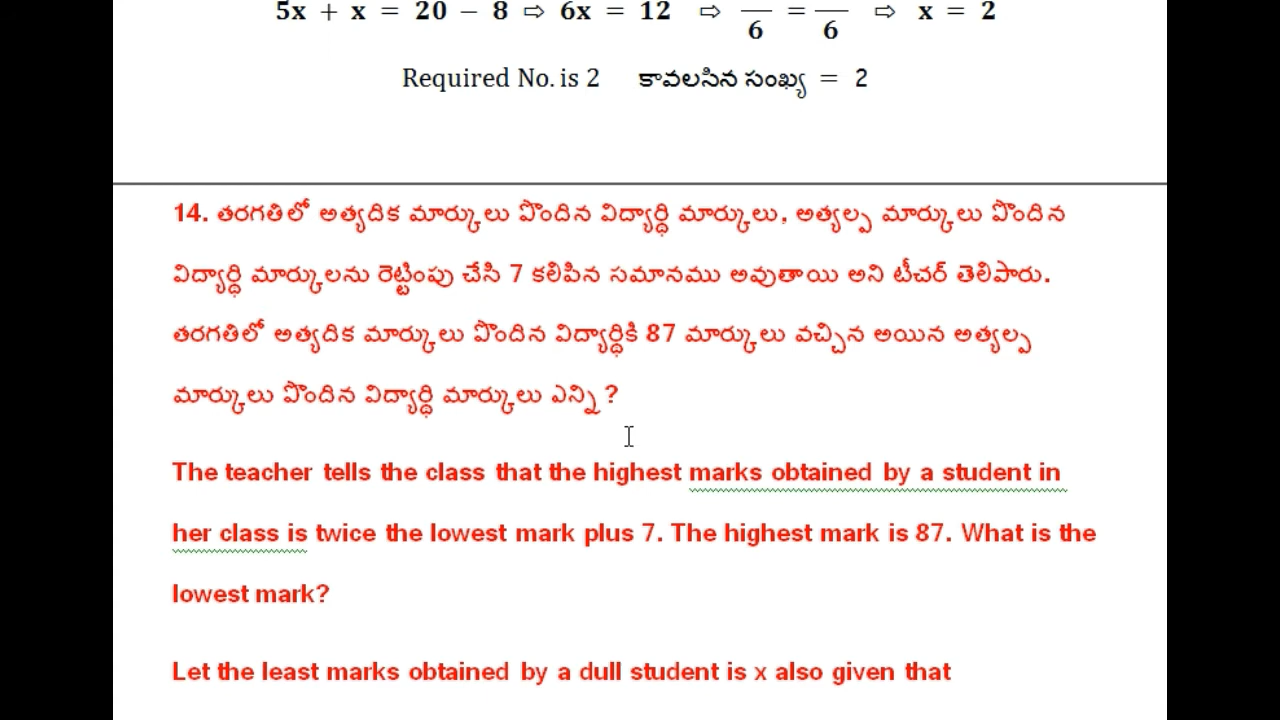 5x + x = 20 − 8 ⇨ 6x = 12 ⇨ 6 = 6 ⇨ x = 2
Required No. is 2 కావలసిన సంఖ్య = 2
14. తరగతిలో అత్యదిక మార్కులు పొందిన విద్యార్థి మార్కులు, అత్యల్ప మార్కులు పొందిన
విద్యార్థి మార్కులను రెట్టింపు చేసి 7 కలిపిన సమానము అవుతాయి అని టీచర్ తెలిపారు.
తరగతిలో అత్యదిక మార్కులు పొందిన విద్యార్థికి 87 మార్కులు వచ్చిన అయిన అత్యల్ప
మార్కులు పొందిన విద్యార్థి మార్కులు ఎన్ని ?
The teacher tells the class that the highest marks obtained by a student in
her class is twice the lowest mark plus 7. The highest mark is 87. What is the
lowest mark?
Let the least marks obtained by a dull student is x also given that